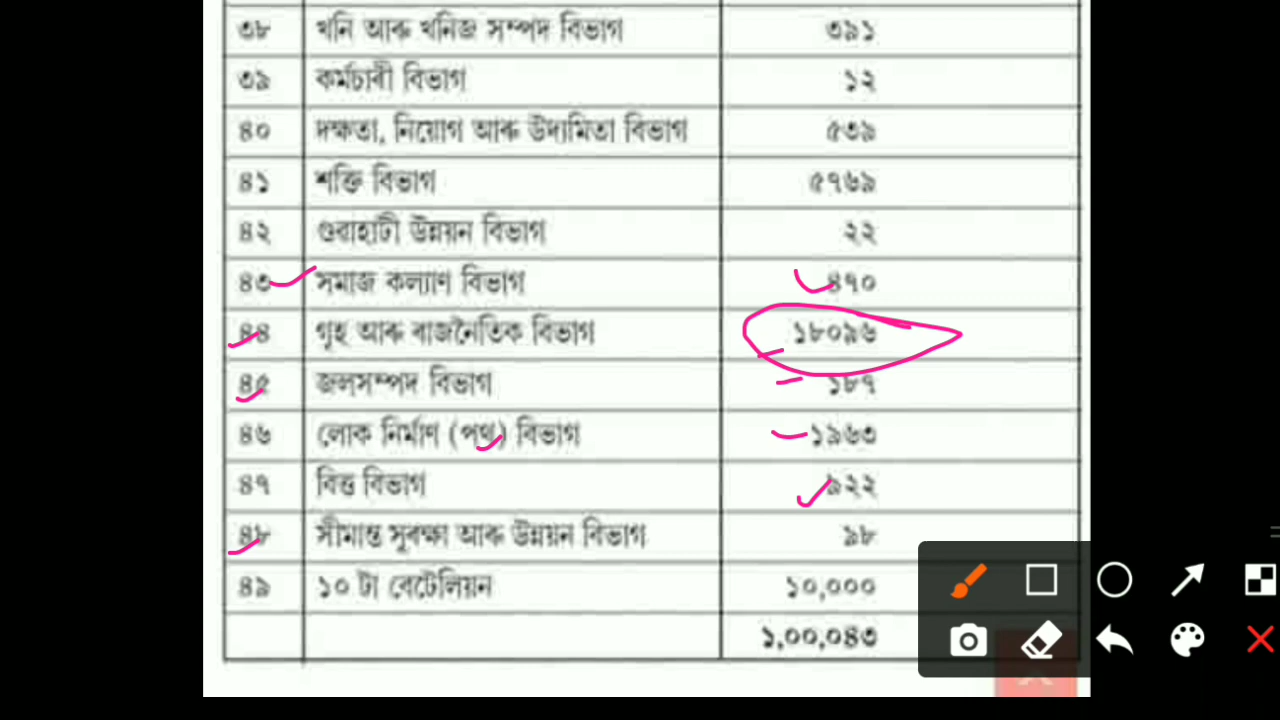 ৩৮ খনি আৰু খনিজ সম্পদ বিভাগ ৩৯১
৩৯ কৰ্মচাৰী বিভাগ ১২
৪০ দক্ষতা, নিয়োগ আৰু উদ্যমিতা বিভাগ ৫৩৯
৪১ শক্তি বিভাগ ৫৭৬৯
৪২ গুৱাহাটী উন্নয়ন বিভাগ ২২
৪৩ সমাজ কল্যাণ বিভাগ ৪৭০
৪৪ গৃহ আৰু ৰাজনৈতিক বিভাগ ১৮০৯৬
৪৫ জলসম্পদ বিভাগ ১৮৭
৪৬ লোক নিৰ্মাণ (পথ) বিভাগ ১৯৬৩
৪৭ বিত্ত বিভাগ ৯২২
৪৮ সীমান্ত সুৰক্ষা আৰু উন্নয়ন বিভাগ ৯৮
৪৯ ১০ টা বেটেলিয়ন ১০,০০০
১,০০,০৪৩